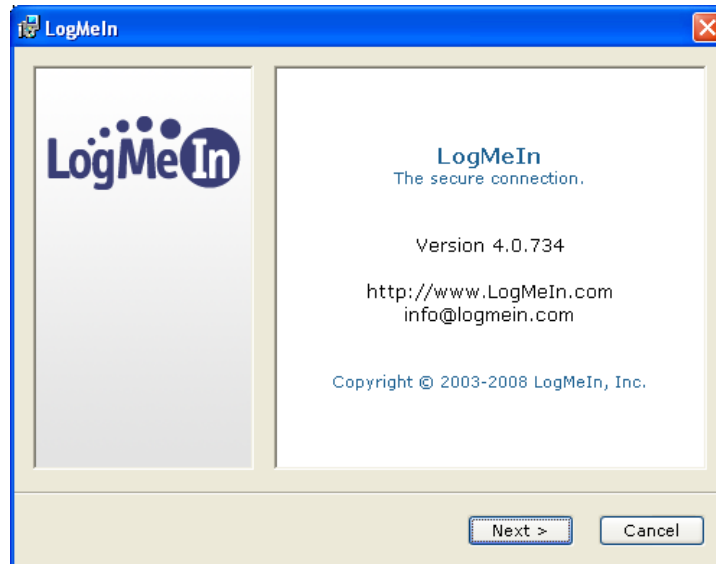 LogMeIn
LogMeIn
LogMeIn
The secure connection.
Version 4.0.734
http://www.LogMeIn.com
info@logmein.com
Copyright © 2003-2008 LogMeIn, Inc.
Next >
Cancel